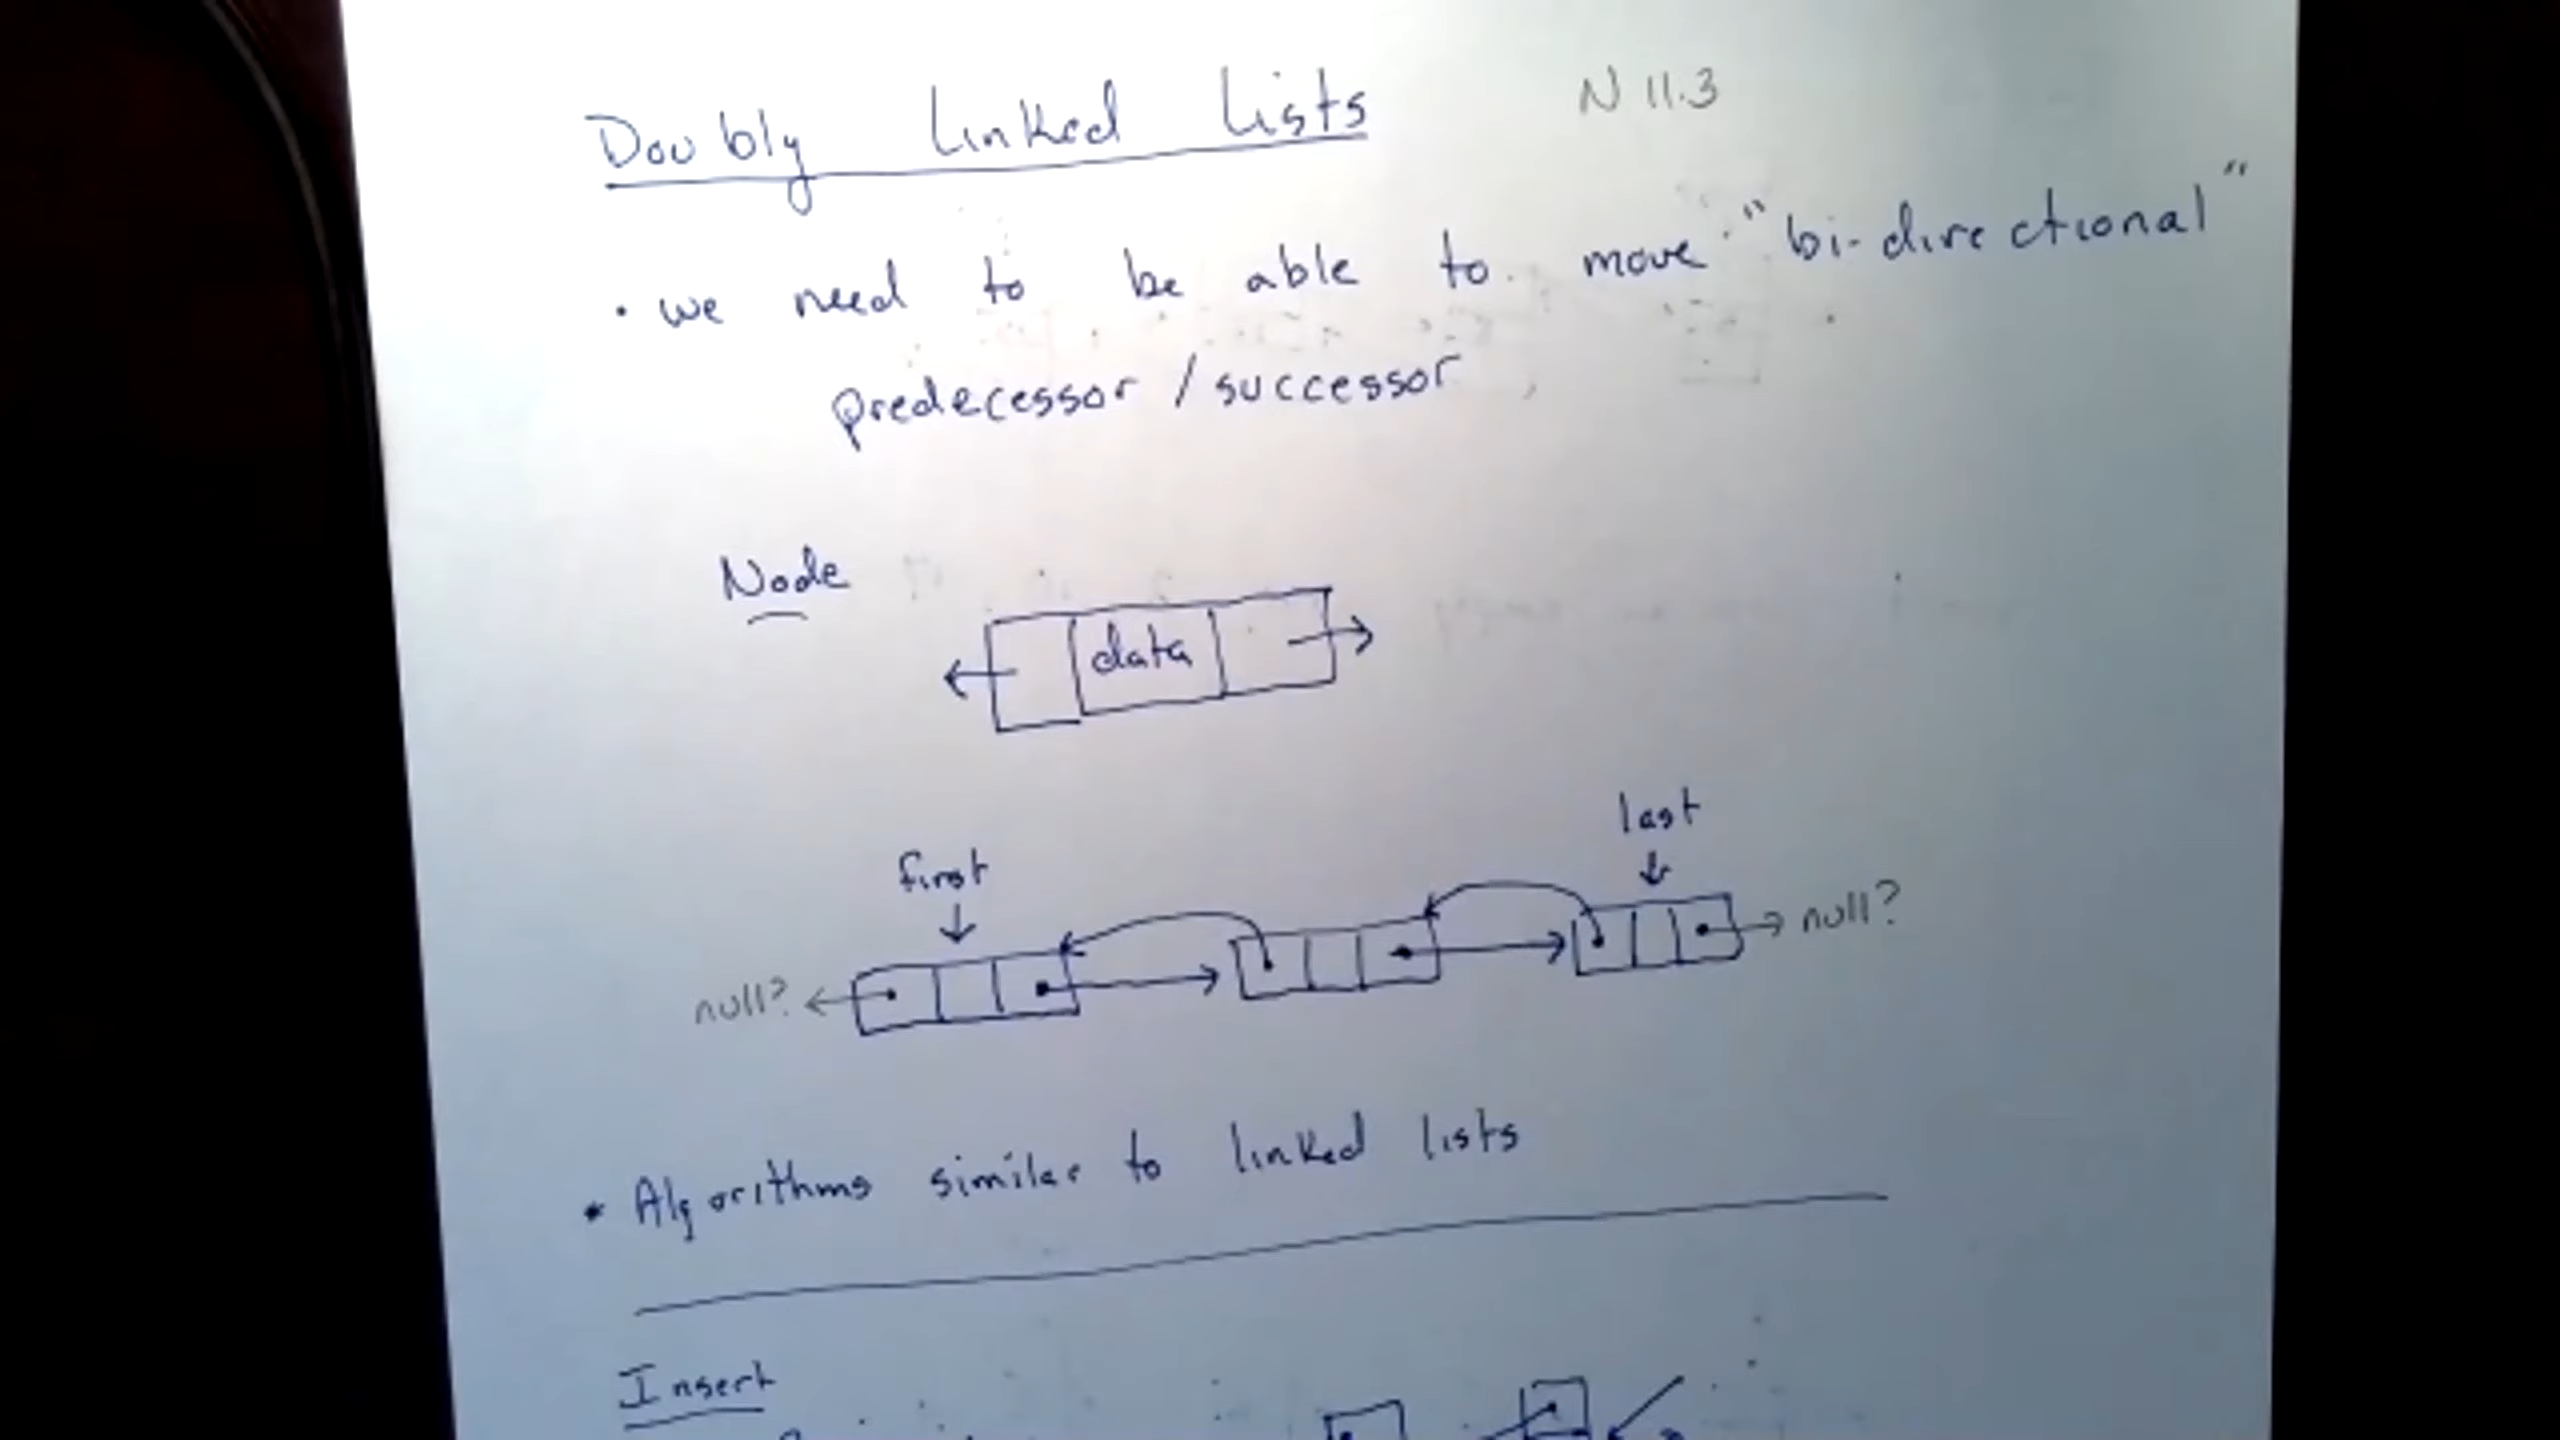 Doubly Linked Lists N 11.3
• we need to be able to move "bi-directional"
predecessor / successor
Node
data
last
first
null?
null?
* Algorithms similar to linked lists
Insert